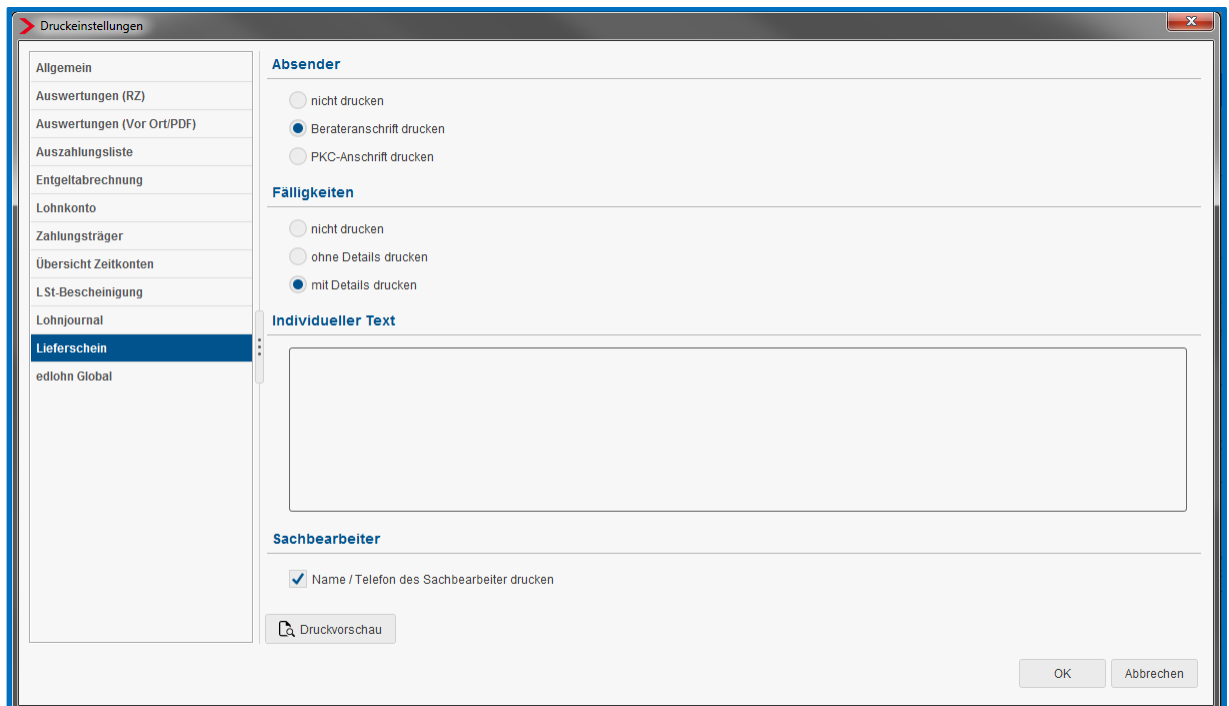 Druckeinstellungen
Allgemein
Auswertungen (RZ)
Auswertungen (Vor Ort/PDF)
Auszahlungsliste
Entgeltabrechnung
Lohnkonto
Zahlungsträger
Übersicht Zeitkonten
LSt-Bescheinigung
Lohnjournal
Lieferschein
edlohn Global
Absender
nicht drucken
Berateranschrift drucken
PKC-Anschrift drucken
Fälligkeiten
nicht drucken
ohne Details drucken
mit Details drucken
Individueller Text
Sachbearbeiter
Name / Telefon des Sachbearbeiter drucken
Druckvorschau
OK
Abbrechen